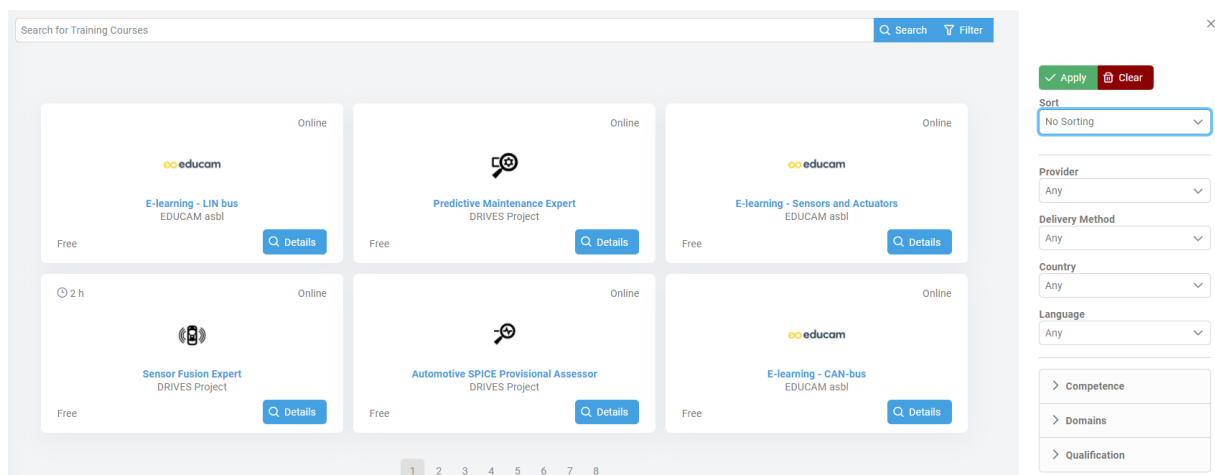 Search for Training Courses
Search
Filter
Online
educam
E-learning - LIN bus
EDUCAM asbl
Free
Details
Online
Predictive Maintenance Expert
DRIVES Project
Free
Details
Online
educam
E-learning - Sensors and Actuators
EDUCAM asbl
Free
Details
2 h
Online
Sensor Fusion Expert
DRIVES Project
Free
Details
Online
Automotive SPICE Provisional Assessor
DRIVES Project
Free
Details
Online
educam
E-learning - CAN-bus
EDUCAM asbl
Free
Details
1 2 3 4 5 6 7 8
Apply
Clear
Sort
No Sorting
Provider
Any
Delivery Method
Any
Country
Any
Language
Any
Competence
Domains
Qualification